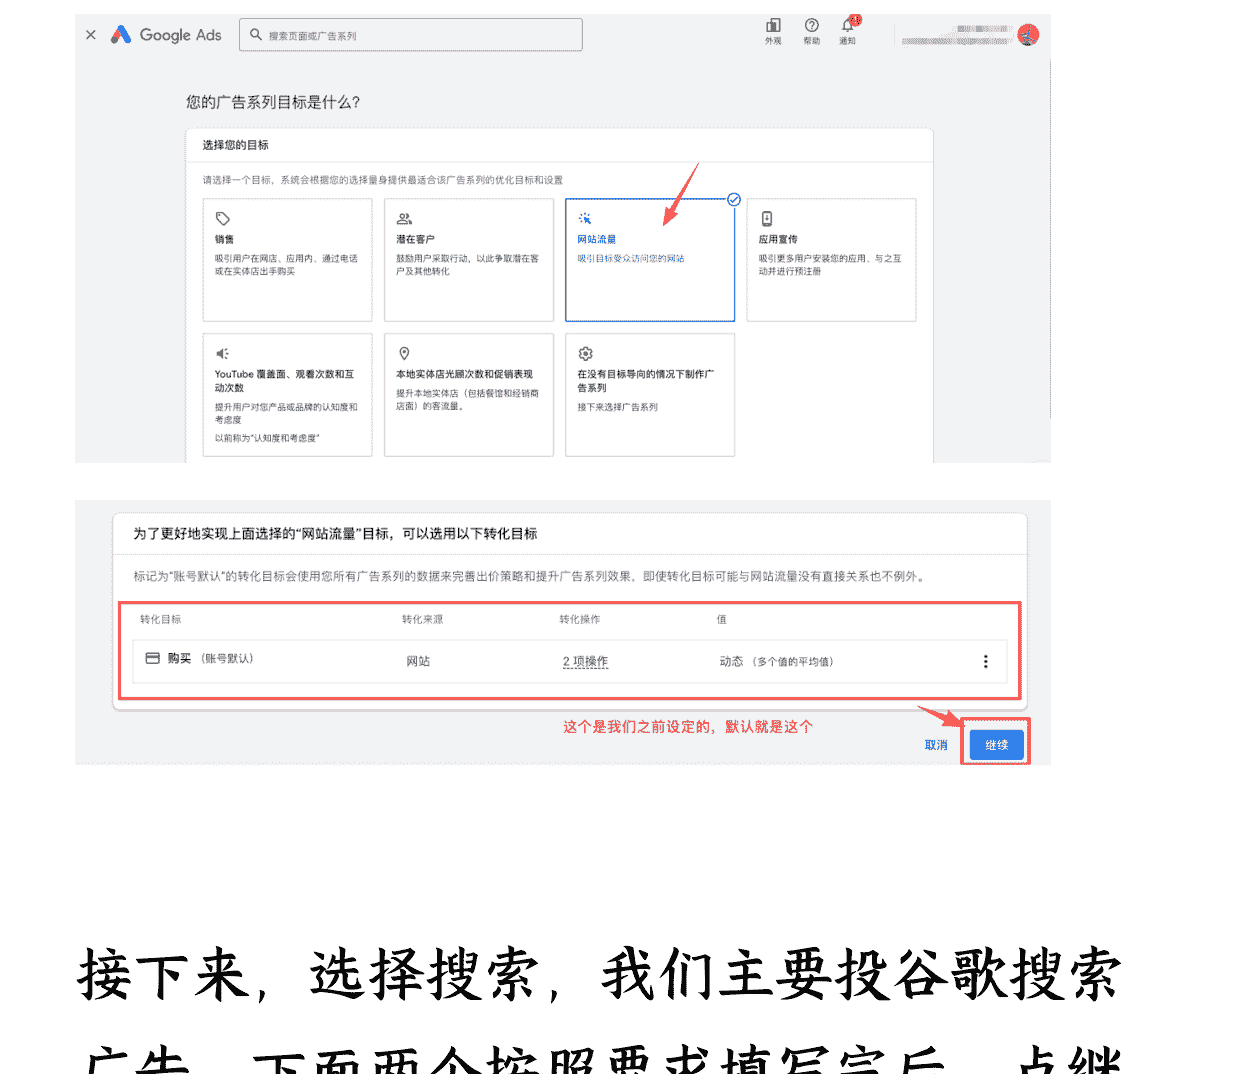 Google Ads
搜索页面或广告系列
外观
帮助
通知
您的广告系列目标是什么？
选择您的目标
请选择一个目标，系统会根据您的选择量身提供最适合该广告系列的优化目标和设置
销售
吸引用户在网店、应用内、通过电话
或在实体店出手购买
潜在客户
鼓励用户采取行动，以此争取潜在客
户及其他转化
网站流量
吸引目标受众访问您的网站
应用宣传
吸引更多用户安装您的应用、与之互
动并进行预注册
YouTube 覆盖面、观看次数和互
动次数
提升用户对您产品或品牌的认知度和
考虑度
以前称为“认知度和考虑度”
本地实体店光顾次数和促销表现
提升本地实体店（包括餐馆和经销商
店面）的客流量。
在没有目标导向的情况下制作广
告系列
接下来选择广告系列
为了更好地实现上面选择的“网站流量”目标，可以选用以下转化目标
标记为“账号默认”的转化目标会使用您所有广告系列的数据来完善出价策略和提升广告系列效果，即使转化目标可能与网站流量没有直接关系也不例外。
转化目标 转化来源 转化操作 值
购买 （账号默认） 网站 2 项操作 动态 （多个值的平均值）
这个是我们之前设定的，默认就是这个
取消
继续
接下来，选择搜索，我们主要投谷歌搜索
广告，下面两个按照要求填写完后，点继